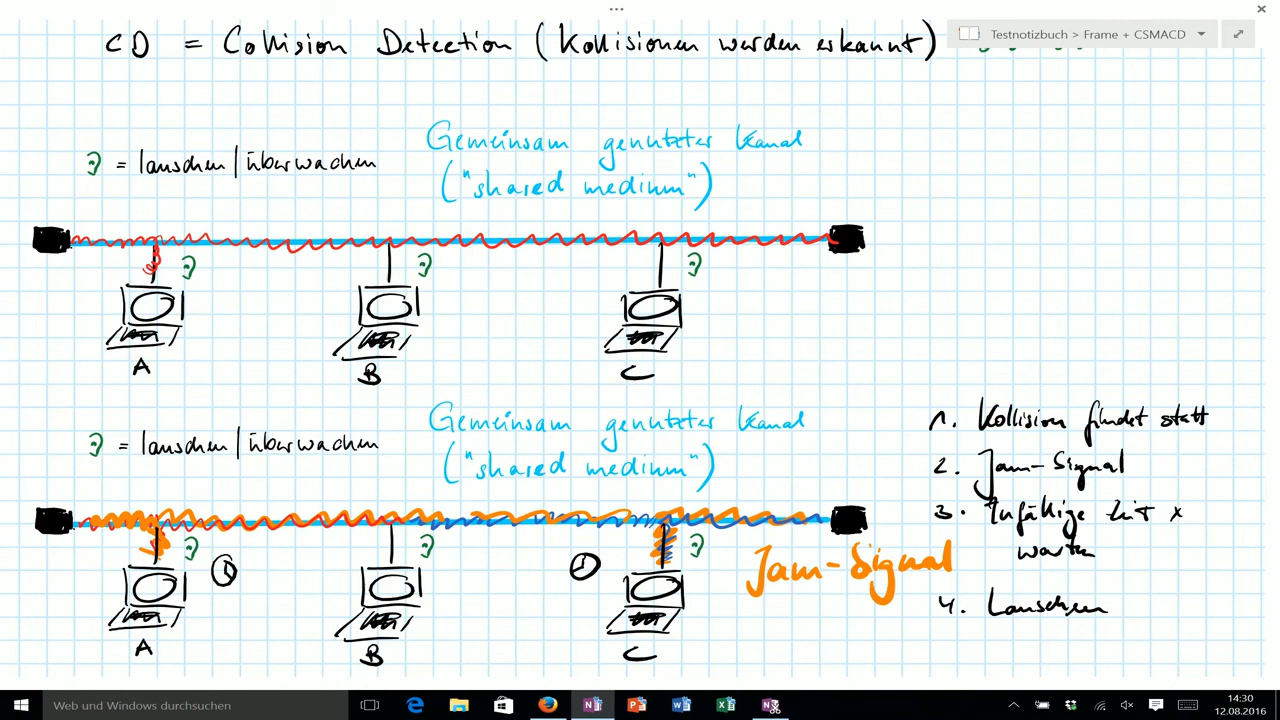 Testnotizbuch > Frame + CSMACD
CD = Collision Detection (Kollisionen werden erkannt)
Gemeinsam genutzter Kanal
("shared medium")
= lauschen | überwachen
A
B
C
Gemeinsam genutzter Kanal
("shared medium")
= lauschen | überwachen
1. Kollision findet statt
2. Jam-Signal
3. Zufällige Zeit x
warten
4. Lauschen
Jam-Signal
1
1
A
B
C
Web und Windows durchsuchen
14:30
12.08.2016